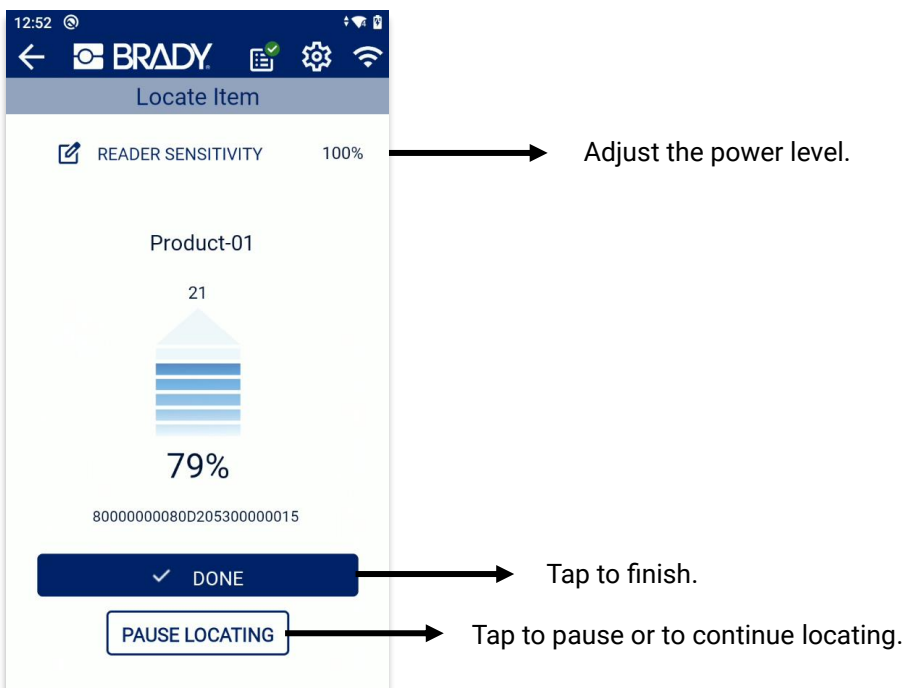 12:52
BRADY
Locate Item
READER SENSITIVITY 100%
Adjust the power level.
Product-01
21
79%
80000000080D205300000015
DONE
Tap to finish.
PAUSE LOCATING
Tap to pause or to continue locating.